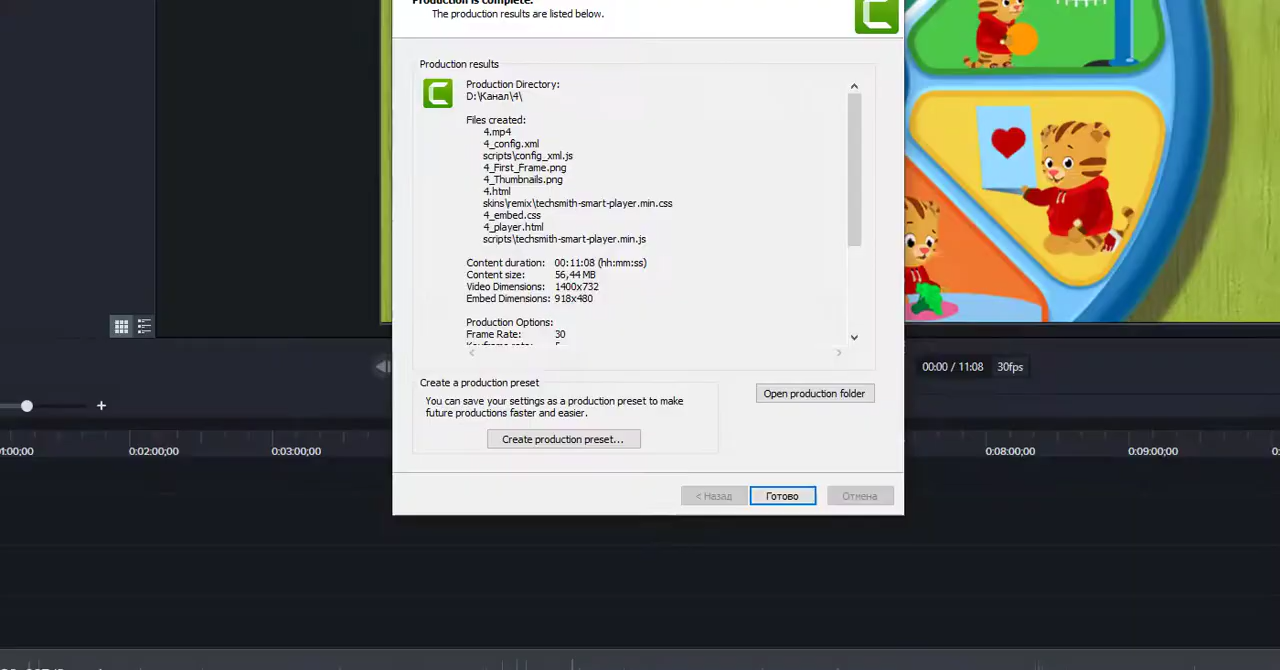 Production is complete.
The production results are listed below.
Production results
Production Directory:
D:\Канал\4\
Files created:
4.mp4
4_config.xml
scripts\config_xml.js
4_First_Frame.png
4_Thumbnails.png
4.html
skins\remix\techsmith-smart-player.min.css
4_embed.css
4_player.html
scripts\techsmith-smart-player.min.js
Content duration: 00:11:08 (hh:mm:ss)
Content size: 56,44 MB
Video Dimensions: 1400x732
Embed Dimensions: 918x480
Production Options:
Frame Rate: 30
Create a production preset
You can save your settings as a production preset to make
future productions faster and easier.
Create production preset...
Open production folder
< Назад
Готово
Отмена
00:00 / 11:08 30fps
0:02:00;00
0:03:00;00
0:08:00;00
0:09:00;00